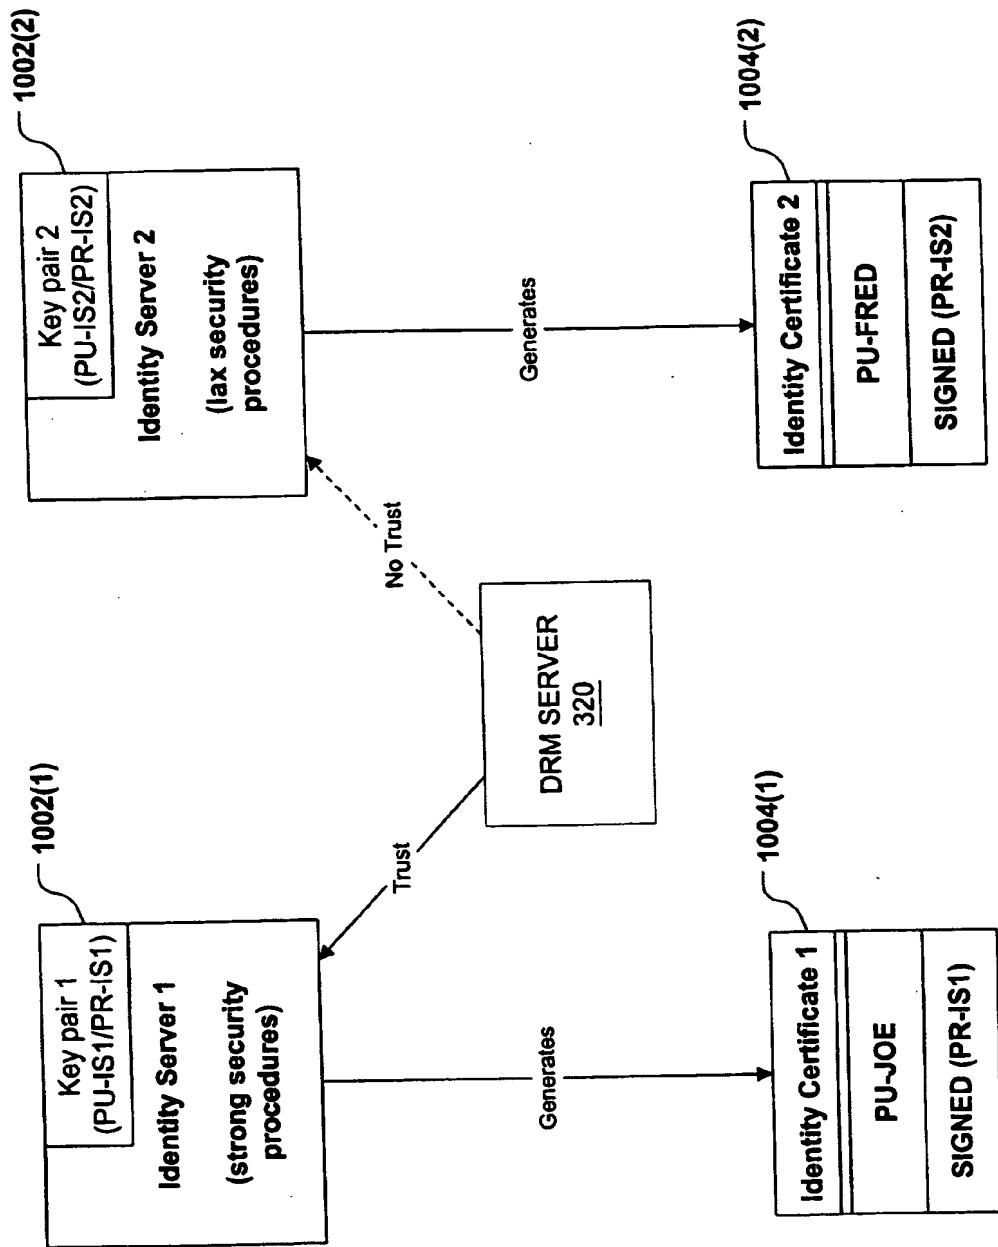 1002(1)
Key pair 1
(PU-IS1/PR-IS1)
Identity Server 1
(strong security
procedures)
1002(2)
Key pair 2
(PU-IS2/PR-IS2)
Identity Server 2
(lax security
procedures)
Trust
No Trust
DRM SERVER
320
Generates
Generates
1004(1)
Identity Certificate 1
PU-JOE
SIGNED (PR-IS1)
1004(2)
Identity Certificate 2
PU-FRED
SIGNED (PR-IS2)